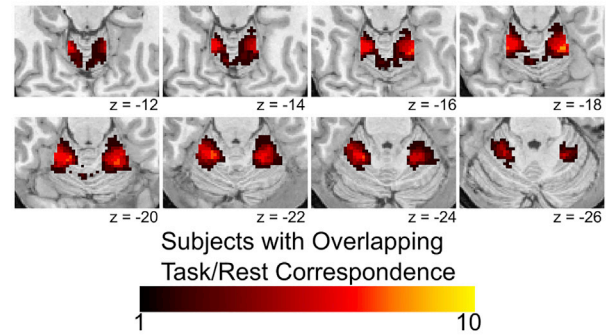 z = -12
z = -14
z = -16
z = -18
z = -20
z = -22
z = -24
z = -26
Subjects with Overlapping
Task/Rest Correspondence
1
10